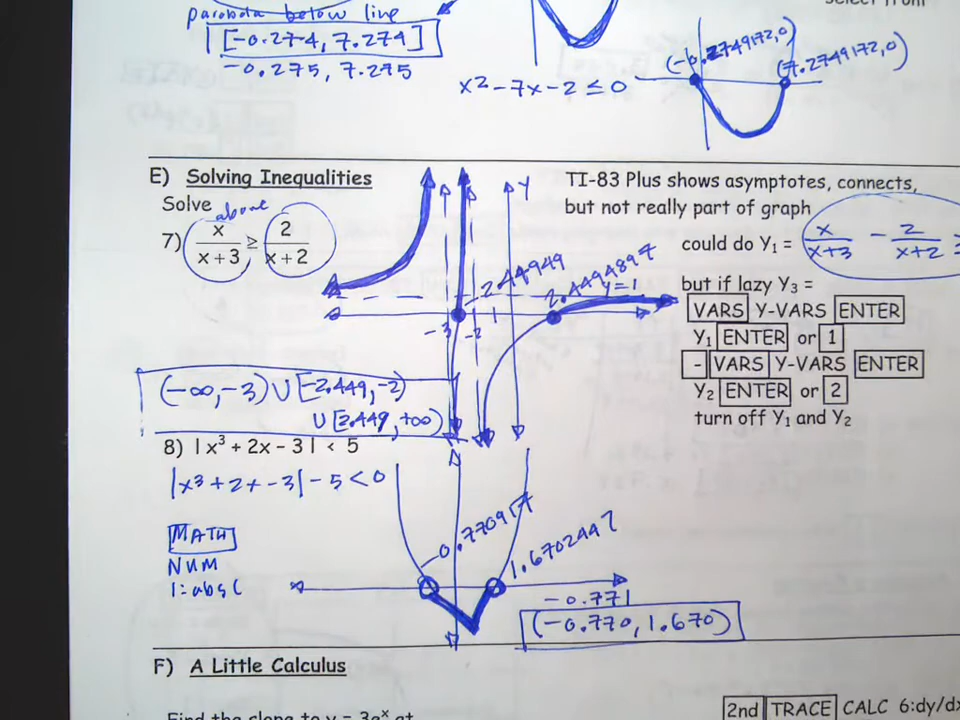 parabola below line
[-0.274, 7.274]
-0.275, 7.275
x² - 7x - 2 ≤ 0
(-0.2749172,0)
(7.2749172,0)
E) Solving Inequalities
Solve
above
7) x/(x + 3) ≥ 2/(x + 2)
Y
-2.44949
2.4494897
y=1
-3
-2
1
(-∞,-3) ∪ [-2.449,-2)
∪ [2.449, +∞)
TI-83 Plus shows asymptotes, connects,
but not really part of graph
could do Y₁ = x/(x+3) - 2/(x+2) ≥
but if lazy Y₃ =
VARS Y-VARS ENTER
Y₁ ENTER or 1
- VARS Y-VARS ENTER
Y₂ ENTER or 2
turn off Y₁ and Y₂
8) | x³ + 2x - 3 | < 5
|x³+2x-3| - 5 < 0
MATH
NUM
1:abs(
-0.770917
1.6702447
-0.771
(-0.770, 1.670)
F) A Little Calculus
2nd TRACE CALC 6:dy/dx